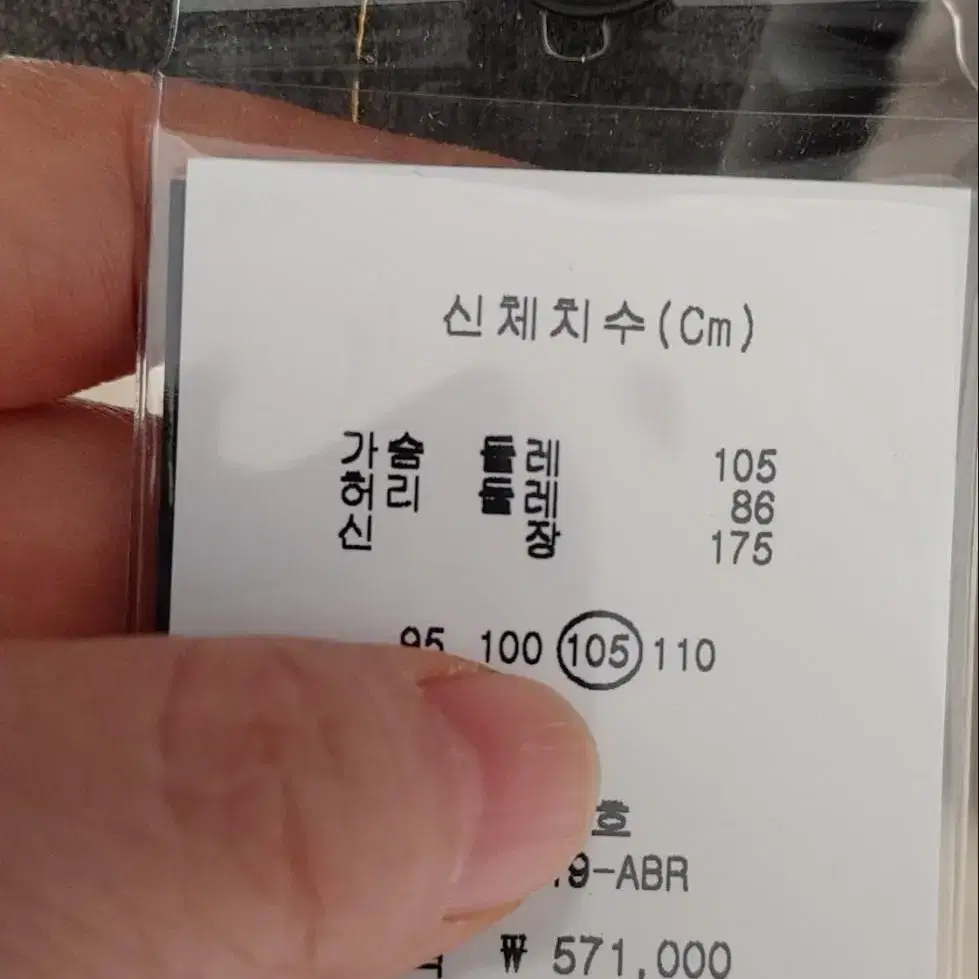 신체치수(Cm)
가슴 둘레 105
허리 둘레 86
신 장 175
95 100 105 110
호
9-ABR
₩ 571,000